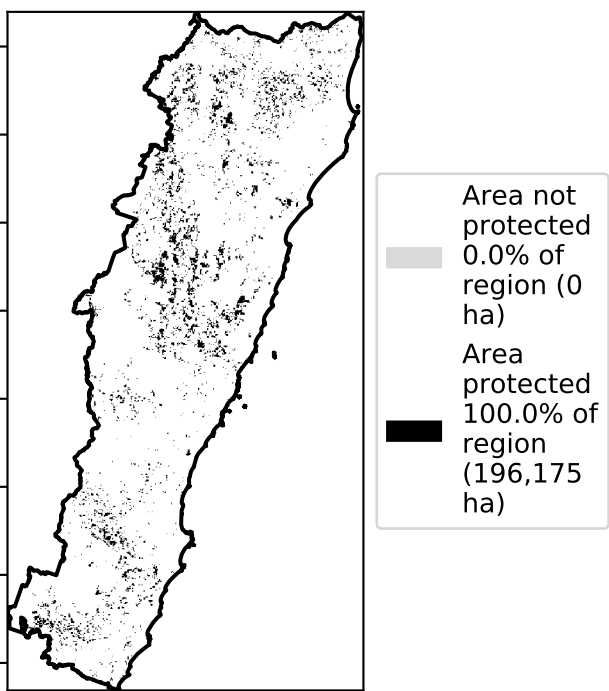 Area not
protected
0.0% of
region (0
ha)
Area
protected
100.0% of
region
(196,175
ha)